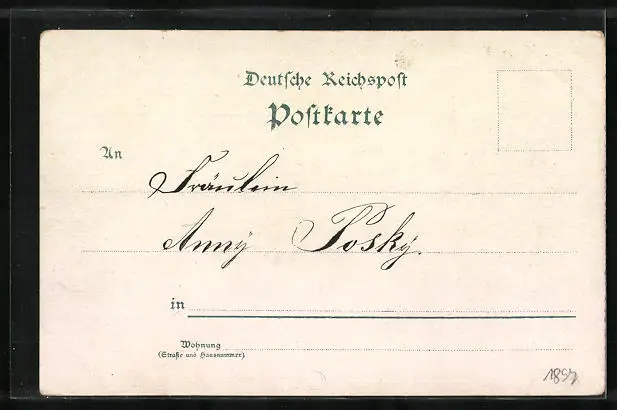 Deutsche Reichspost
Postkarte
An
Fräulein
Anny Posky.
in
Wohnung
(Straße und Hausnummer)
1897